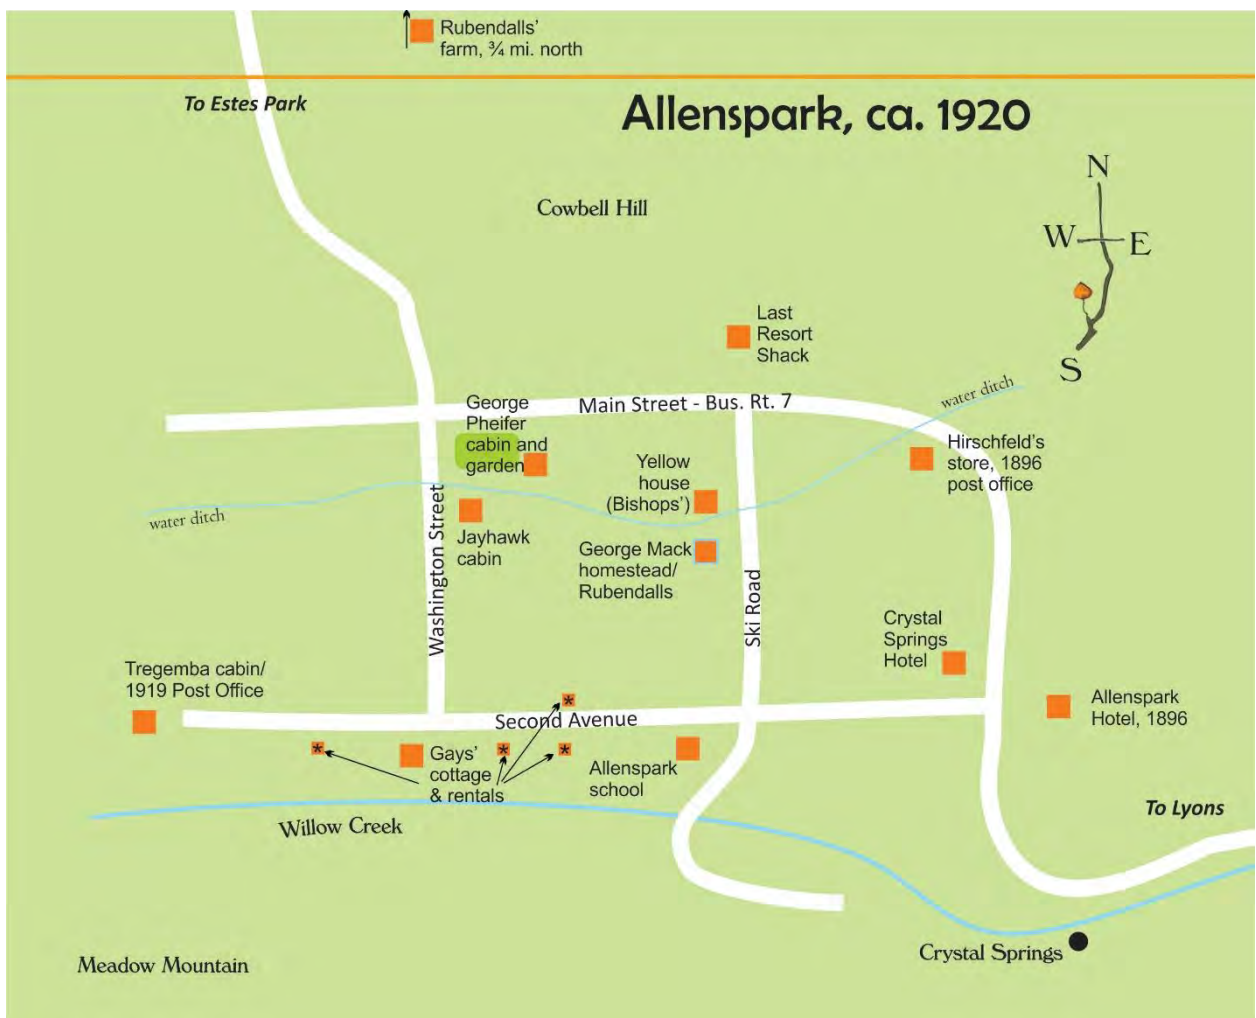 Rubendalls'
farm, ¾ mi. north
To Estes Park
Allenspark, ca. 1920
N
W
E
S
Cowbell Hill
Last
Resort
Shack
water ditch
Main Street - Bus. Rt. 7
George
Pheifer
cabin and
garden
Hirschfeld's
store, 1896
post office
Yellow
house
(Bishops')
water ditch
Jayhawk
cabin
George Mack
homestead/
Rubendalls
Washington Street
Ski Road
Crystal
Springs
Hotel
Tregemba cabin/
1919 Post Office
Allenspark
Hotel, 1896
*
Second Avenue
*
Gays'
cottage
& rentals
*
*
Allenspark
school
To Lyons
Willow Creek
Crystal Springs
Meadow Mountain